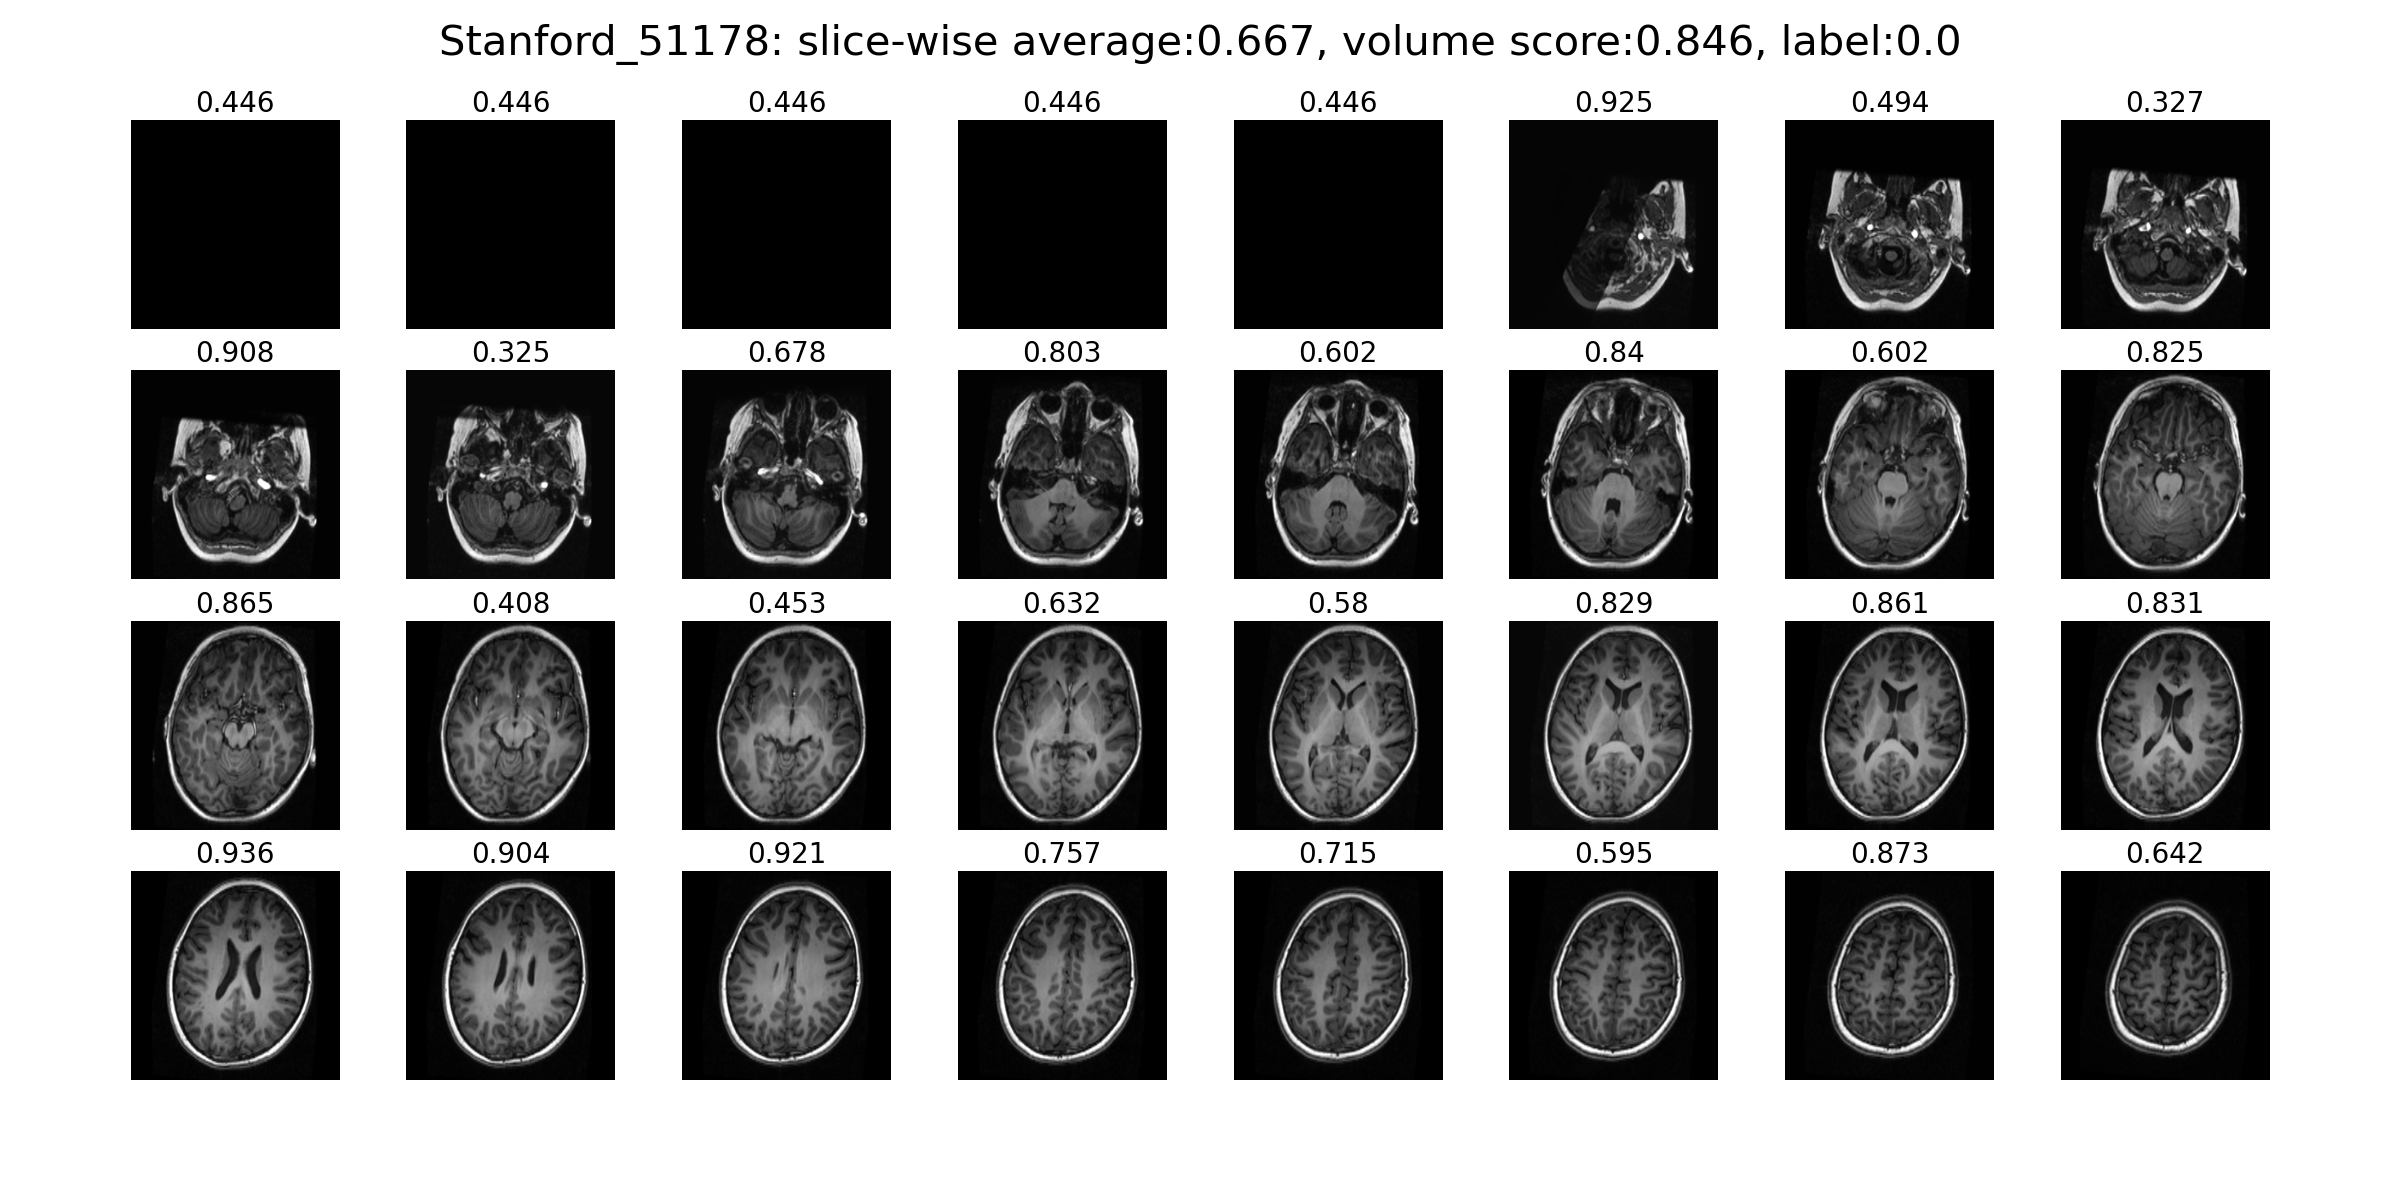 Stanford_51178: slice-wise average:0.667, volume score:0.846, label:0.0
0.446 0.446 0.446 0.446 0.446 0.925 0.494 0.327
0.908 0.325 0.678 0.803 0.602 0.84 0.602 0.825
0.865 0.408 0.453 0.632 0.58 0.829 0.861 0.831
0.936 0.904 0.921 0.757 0.715 0.595 0.873 0.642